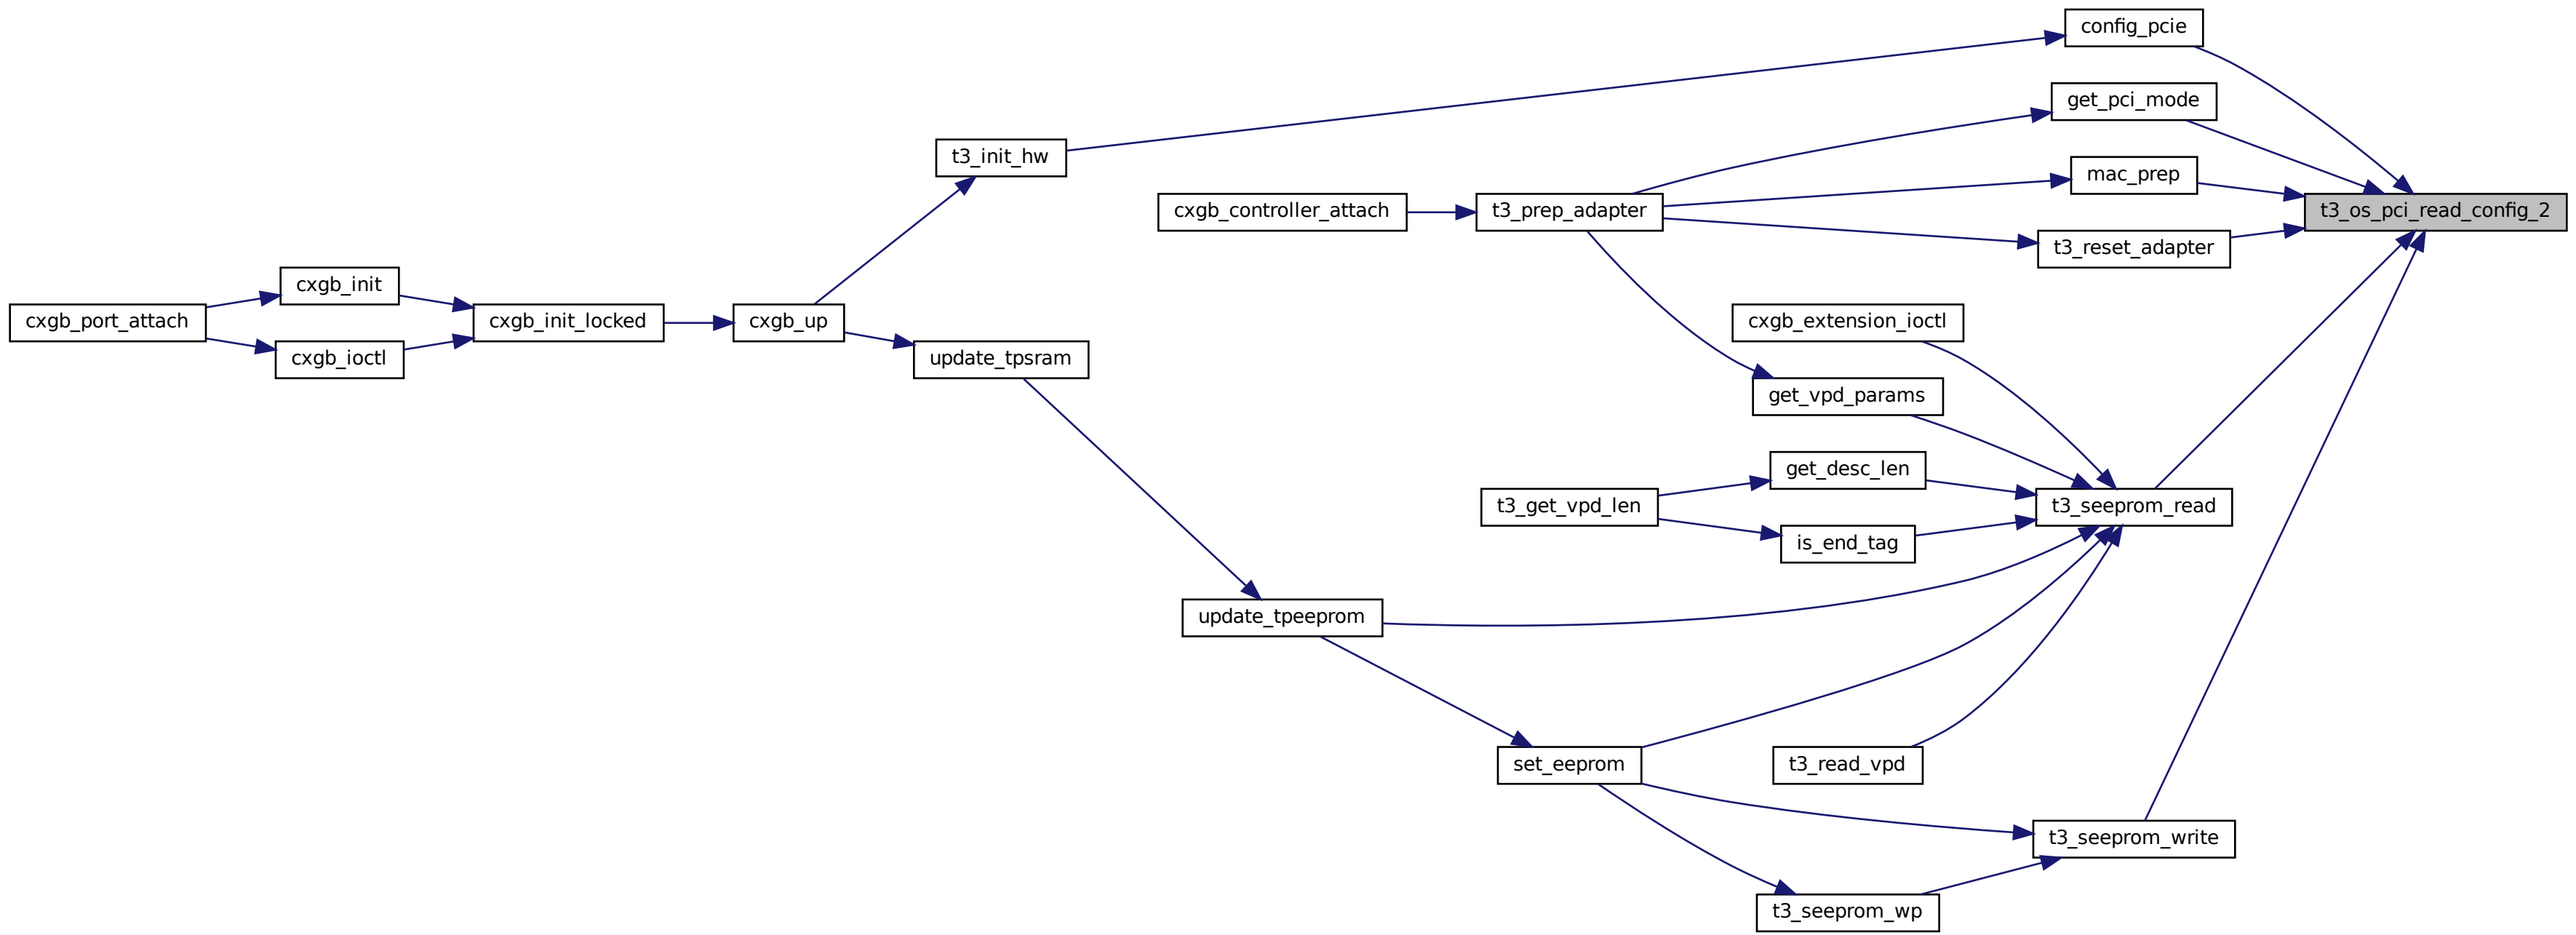 config_pcie
get_pci_mode
t3_init_hw
mac_prep
cxgb_controller_attach
t3_prep_adapter
t3_os_pci_read_config_2
t3_reset_adapter
cxgb_init
cxgb_port_attach
cxgb_init_locked
cxgb_up
cxgb_extension_ioctl
cxgb_ioctl
update_tpsram
get_vpd_params
get_desc_len
t3_get_vpd_len
t3_seeprom_read
is_end_tag
update_tpeeprom
set_eeprom
t3_read_vpd
t3_seeprom_write
t3_seeprom_wp